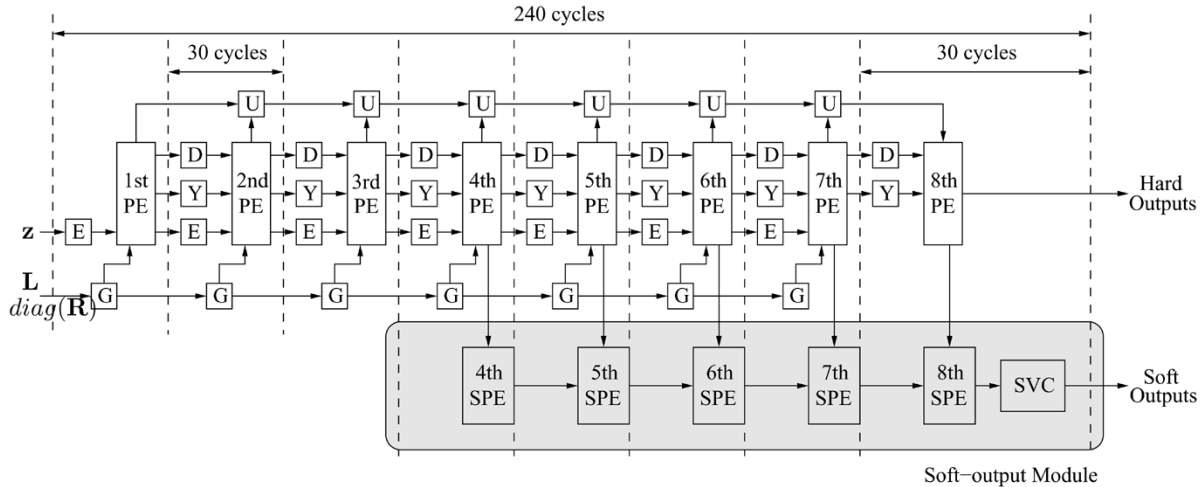 240 cycles
30 cycles
30 cycles
U U U U U U
D D D D D D D
1st PE
2nd PE
3rd PE
4th PE
5th PE
6th PE
7th PE
8th PE
Y Y Y Y Y Y Y
Hard
Outputs
z
E E E E E E E
L
diag(R)
G G G G G G G
4th SPE
5th SPE
6th SPE
7th SPE
8th SPE
SVC
Soft
Outputs
Soft−output Module